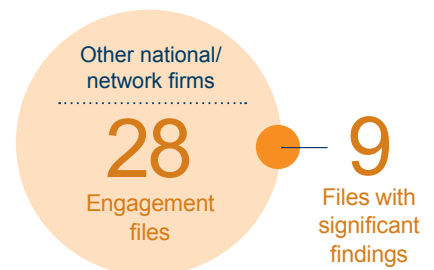 Other national/
network firms
28
Engagement
files
9
Files with
significant
findings